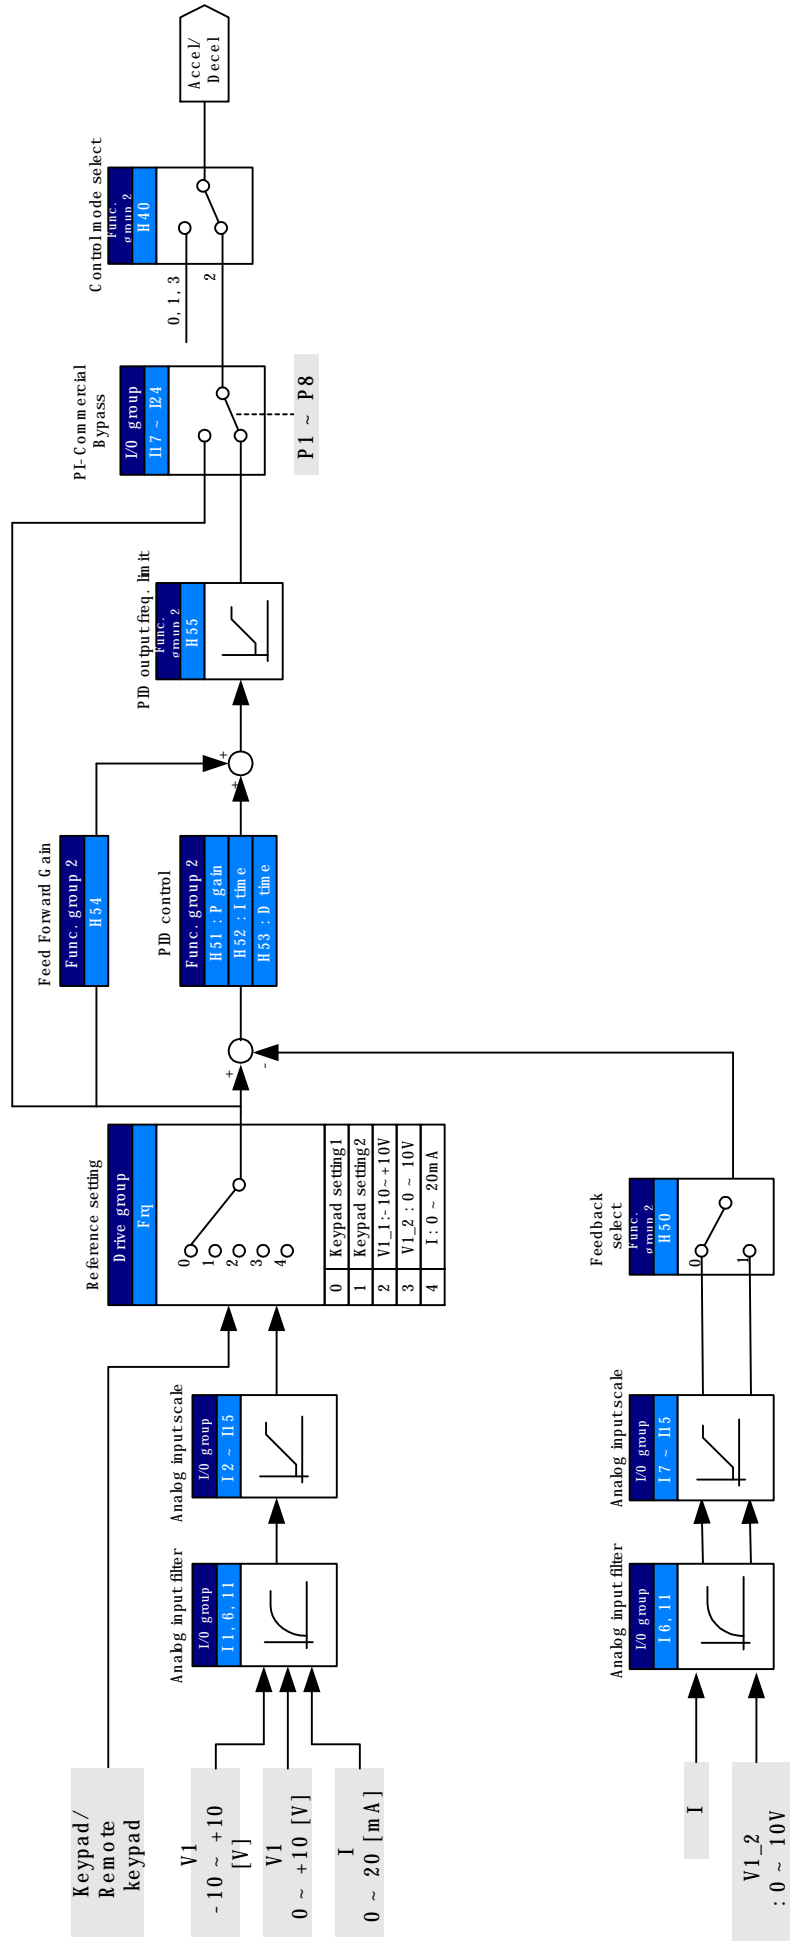 Keypad/
Remote
keypad
V1
-10 ~ +10
[V]
V1
0 ~ +10 [V]
I
0 ~ 20 [mA]
Analog input filter
I/O group
I 1, 6, 11
Analog input scale
I/O group
I 2 ~ I15
Reference setting
Drive group
Frq
0
1
2
3
4
0 Keypad setting1
1 Keypad setting2
2 V1_1:-10~+10V
3 V1_2 : 0 ~ 10V
4 I : 0 ~ 20mA
+
-
Feed Forward Gain
Func. group 2
H54
PID control
Func. group 2
H51 : P gain
H52 : I time
H53 : D time
+
+
PID output freq. limit
Func.
group 2
H55
PI-Commercial
Bypass
I/O group
I17 ~ I24
P1 ~ P8
0, 1, 3
2
Control mode select
Func.
group 2
H40
Accel/
Decel
I
V1_2
: 0 ~ 10V
Analog input filter
I/O group
I 6, 11
Analog input scale
I/O group
I 7 ~ I15
Feedback
select
Func.
group 2
H50
0
1